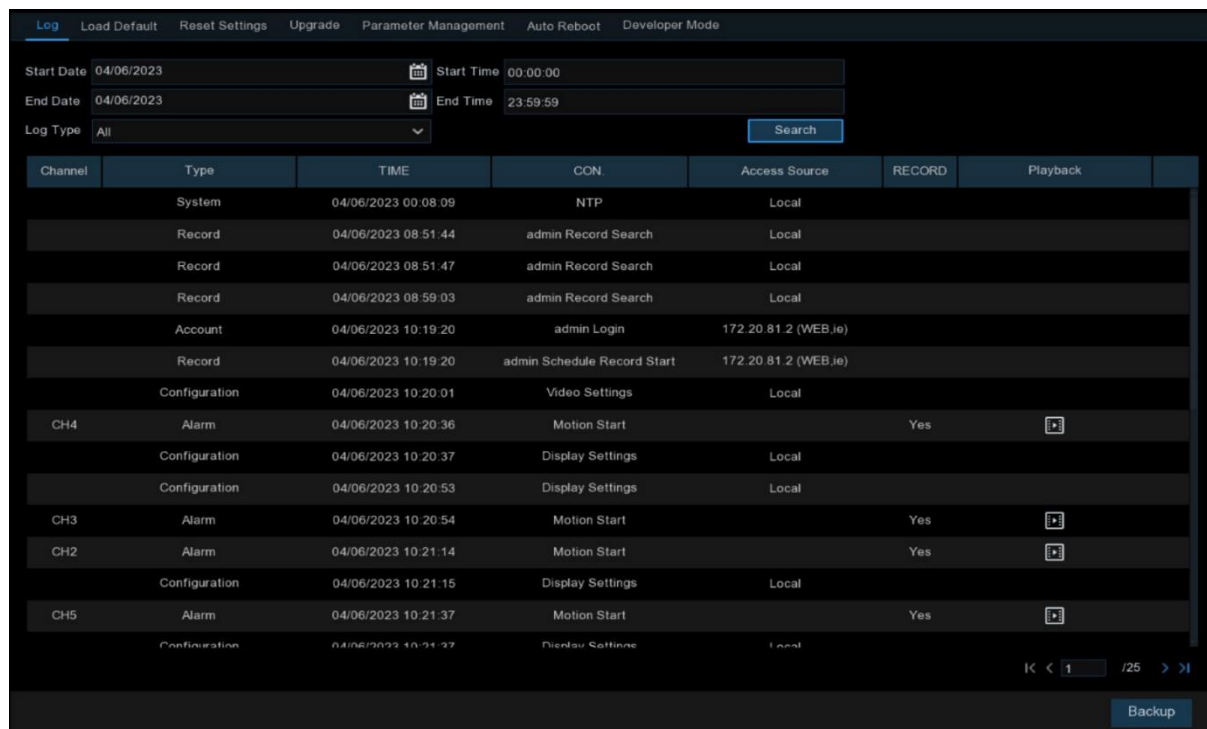 Log Load Default Reset Settings Upgrade Parameter Management Auto Reboot Developer Mode
Start Date 04/06/2023 Start Time 00:00:00
End Date 04/06/2023 End Time 23:59:59
Log Type All Search
Channel Type TIME CON. Access Source RECORD Playback
System 04/06/2023 00:08:09 NTP Local
Record 04/06/2023 08:51:44 admin Record Search Local
Record 04/06/2023 08:51:47 admin Record Search Local
Record 04/06/2023 08:59:03 admin Record Search Local
Account 04/06/2023 10:19:20 admin Login 172.20.81.2 (WEB,ie)
Record 04/06/2023 10:19:20 admin Schedule Record Start 172.20.81.2 (WEB,ie)
Configuration 04/06/2023 10:20:01 Video Settings Local
CH4 Alarm 04/06/2023 10:20:36 Motion Start Yes
Configuration 04/06/2023 10:20:37 Display Settings Local
Configuration 04/06/2023 10:20:53 Display Settings Local
CH3 Alarm 04/06/2023 10:20:54 Motion Start Yes
CH2 Alarm 04/06/2023 10:21:14 Motion Start Yes
Configuration 04/06/2023 10:21:15 Display Settings Local
CH5 Alarm 04/06/2023 10:21:37 Motion Start Yes
Configuration 04/06/2023 10:21:37 Display Settings Local
1 /25
Backup